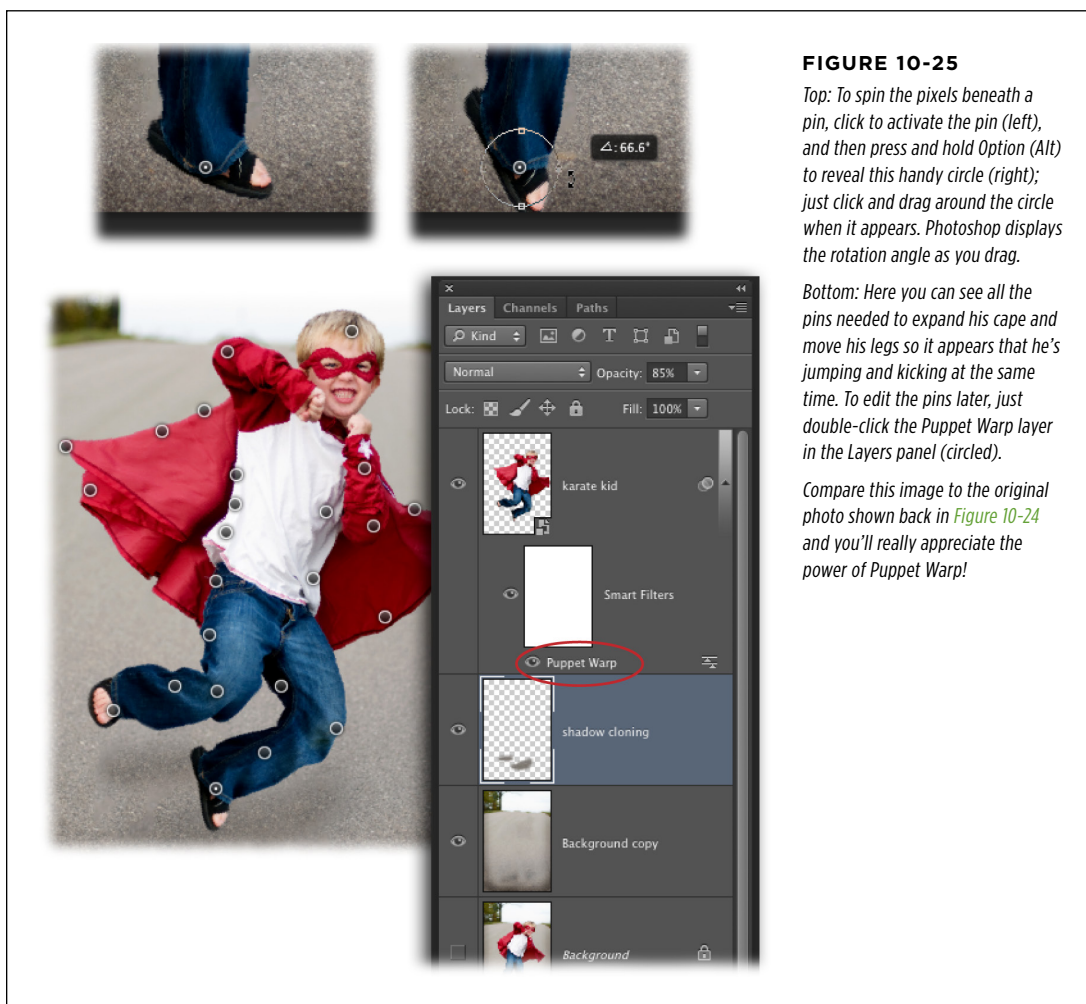 FIGURE 10-25
Top: To spin the pixels beneath a
pin, click to activate the pin (left),
and then press and hold Option (Alt)
to reveal this handy circle (right);
just click and drag around the circle
when it appears. Photoshop displays
the rotation angle as you drag.
Bottom: Here you can see all the
pins needed to expand his cape and
move his legs so it appears that he's
jumping and kicking at the same
time. To edit the pins later, just
double-click the Puppet Warp layer
in the Layers panel (circled).
Compare this image to the original
photo shown back in Figure 10-24
and you'll really appreciate the
power of Puppet Warp!
66.6°
Layers Channels Paths
Kind
Normal Opacity: 85%
Lock: Fill: 100%
karate kid
Smart Filters
Puppet Warp
shadow cloning
Background copy
Background